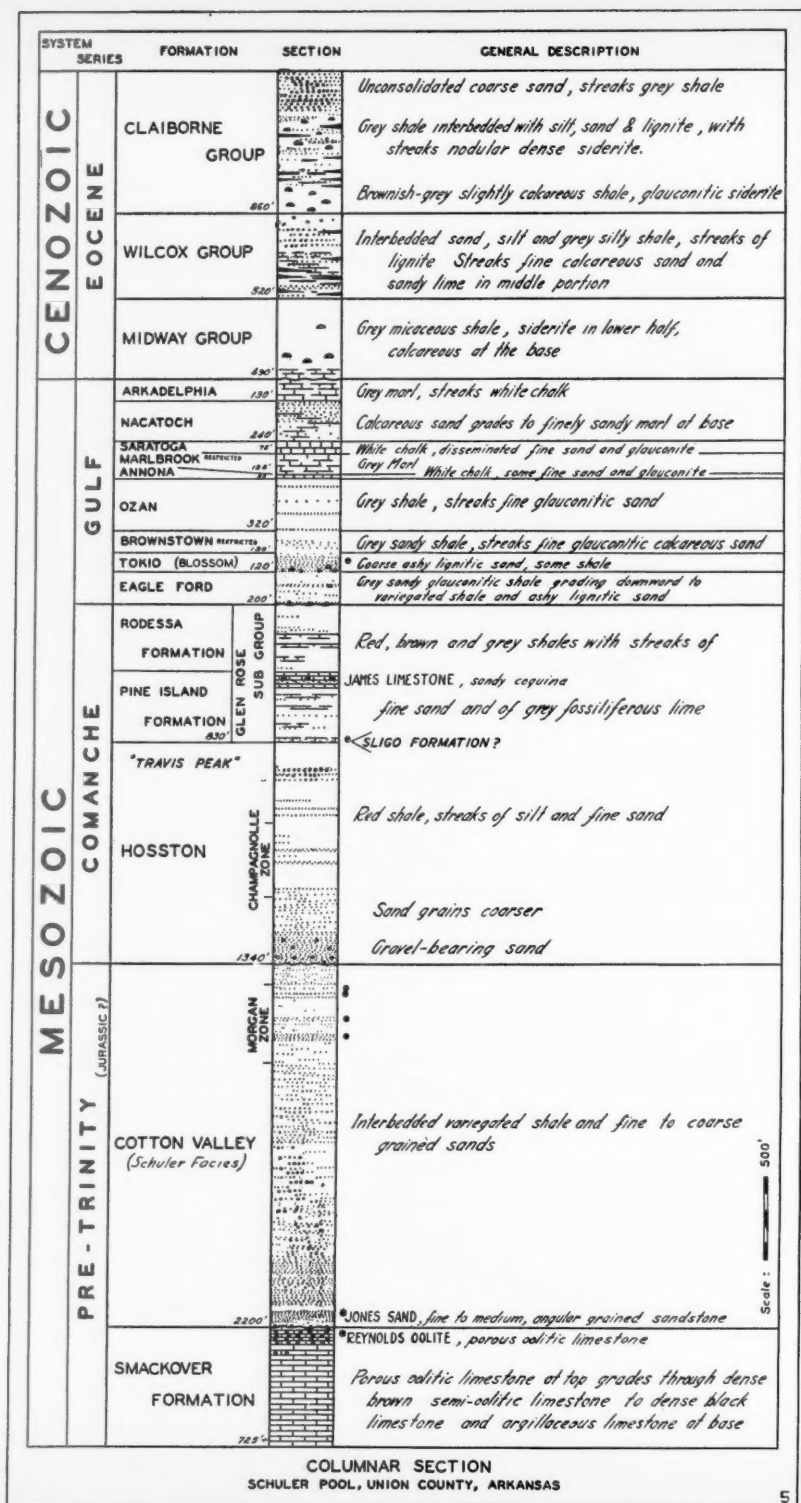 SYSTEM
SERIES
FORMATION
SECTION
GENERAL DESCRIPTION
CENOZOIC
EOCENE
CLAIBORNE
GROUP
860'
Unconsolidated coarse sand, streaks grey shale
Grey shale interbedded with silt, sand & lignite, with
streaks nodular dense siderite.
Brownish-grey slightly calcareous shale, glauconitic siderite
WILCOX GROUP
520'
Interbedded sand, silt and grey silty shale, streaks of
lignite Streaks fine calcareous sand and
sandy lime in middle portion
MIDWAY GROUP
490'
Grey micaceous shale, siderite in lower half,
calcareous at the base
MESOZOIC
GULF
ARKADELPHIA
130'
Grey marl, streaks white chalk
NACATOCH
240'
Calcareous sand grades to finely sandy marl at base
SARATOGA
White chalk, disseminated fine sand and glauconite
MARLBROOK RESTRICTED
Grey Marl
ANNONA
White chalk, some fine sand and glauconite
OZAN
320'
Grey shale, streaks fine glauconitic sand
BROWNSTOWN RESTRICTED
Grey sandy shale, streaks fine glauconitic calcareous sand
TOKIO (BLOSSOM) 120'
Coarse ashy lignitic sand, some shale
EAGLE FORD
200'
Grey sandy glauconitic shale grading downward to
variegated shale and ashy lignitic sand
COMANCHE
RODESSA
FORMATION
GLEN ROSE
SUB GROUP
Red, brown and grey shales with streaks of
PINE ISLAND
FORMATION
830'
JAMES LIMESTONE, sandy coquina
fine sand and of grey fossiliferous lime
SLIGO FORMATION?
"TRAVIS PEAK"
HOSSTON
CHAMPAGNOLLE
ZONE
1340'
Red shale, streaks of silt and fine sand
Sand grains coarser
Gravel-bearing sand
PRE-TRINITY
(JURASSIC ?)
MORGAN
ZONE
COTTON VALLEY
(Schuler Facies)
2200'
Interbedded variegated shale and fine to coarse
grained sands
Scale: 500'
JONES SAND, fine to medium, angular grained sandstone
REYNOLDS OOLITE, porous oolitic limestone
SMACKOVER
FORMATION
725'
Porous oolitic limestone at top grades through dense
brown semi-oolitic limestone to dense black
limestone and argillaceous limestone at base
COLUMNAR SECTION
SCHULER POOL, UNION COUNTY, ARKANSAS
5